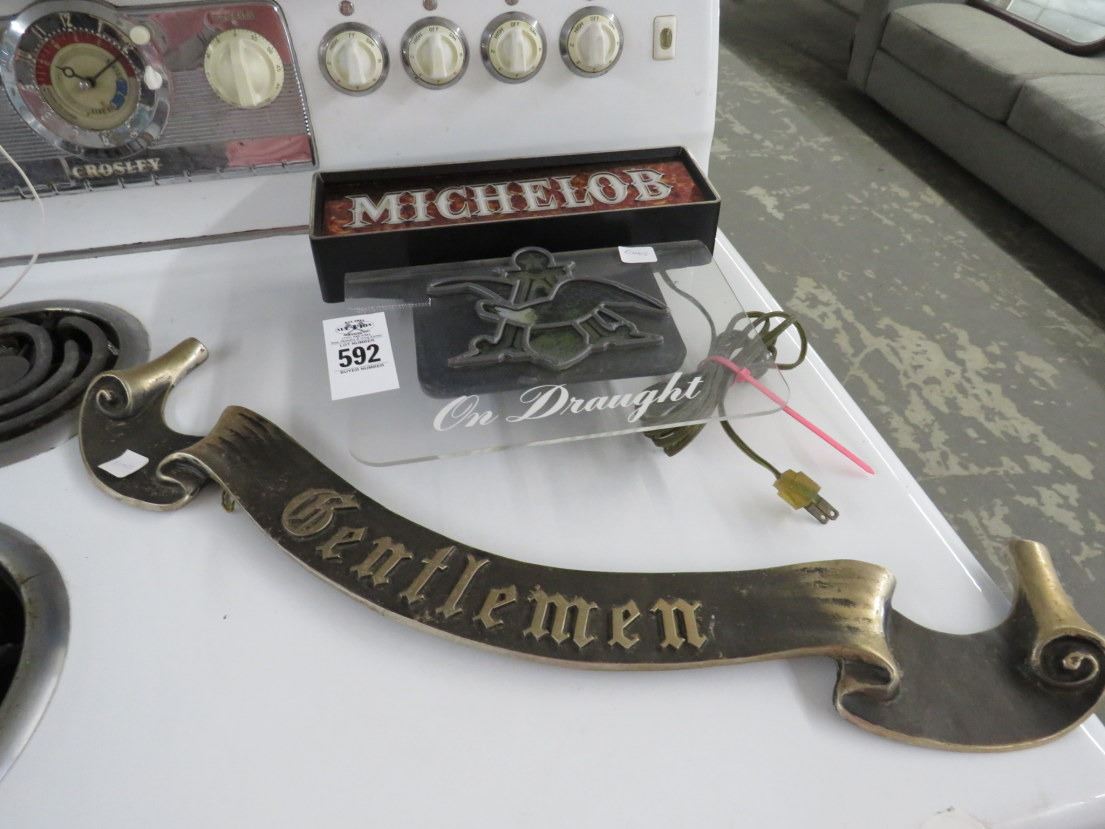 CROSLEY
MICHELOB
LOT NUMBER
592
BUYER NUMBER
On Draught
Gentlemen